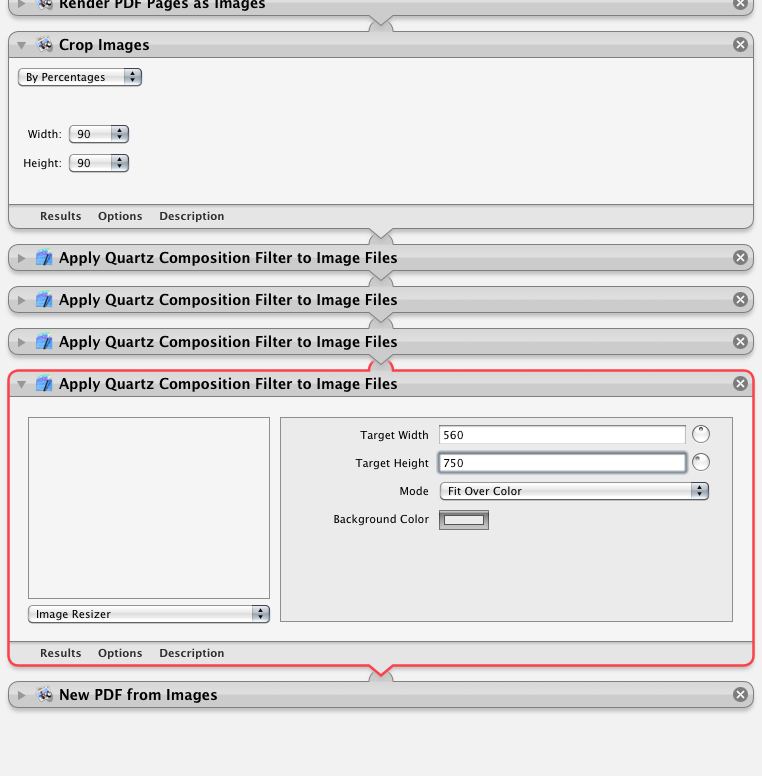 Render PDF Pages as Images
Crop Images
By Percentages
Width: 90
Height: 90
Results Options Description
Apply Quartz Composition Filter to Image Files
Apply Quartz Composition Filter to Image Files
Apply Quartz Composition Filter to Image Files
Apply Quartz Composition Filter to Image Files
Target Width 560
Target Height 750
Mode Fit Over Color
Background Color
Image Resizer
Results Options Description
New PDF from Images